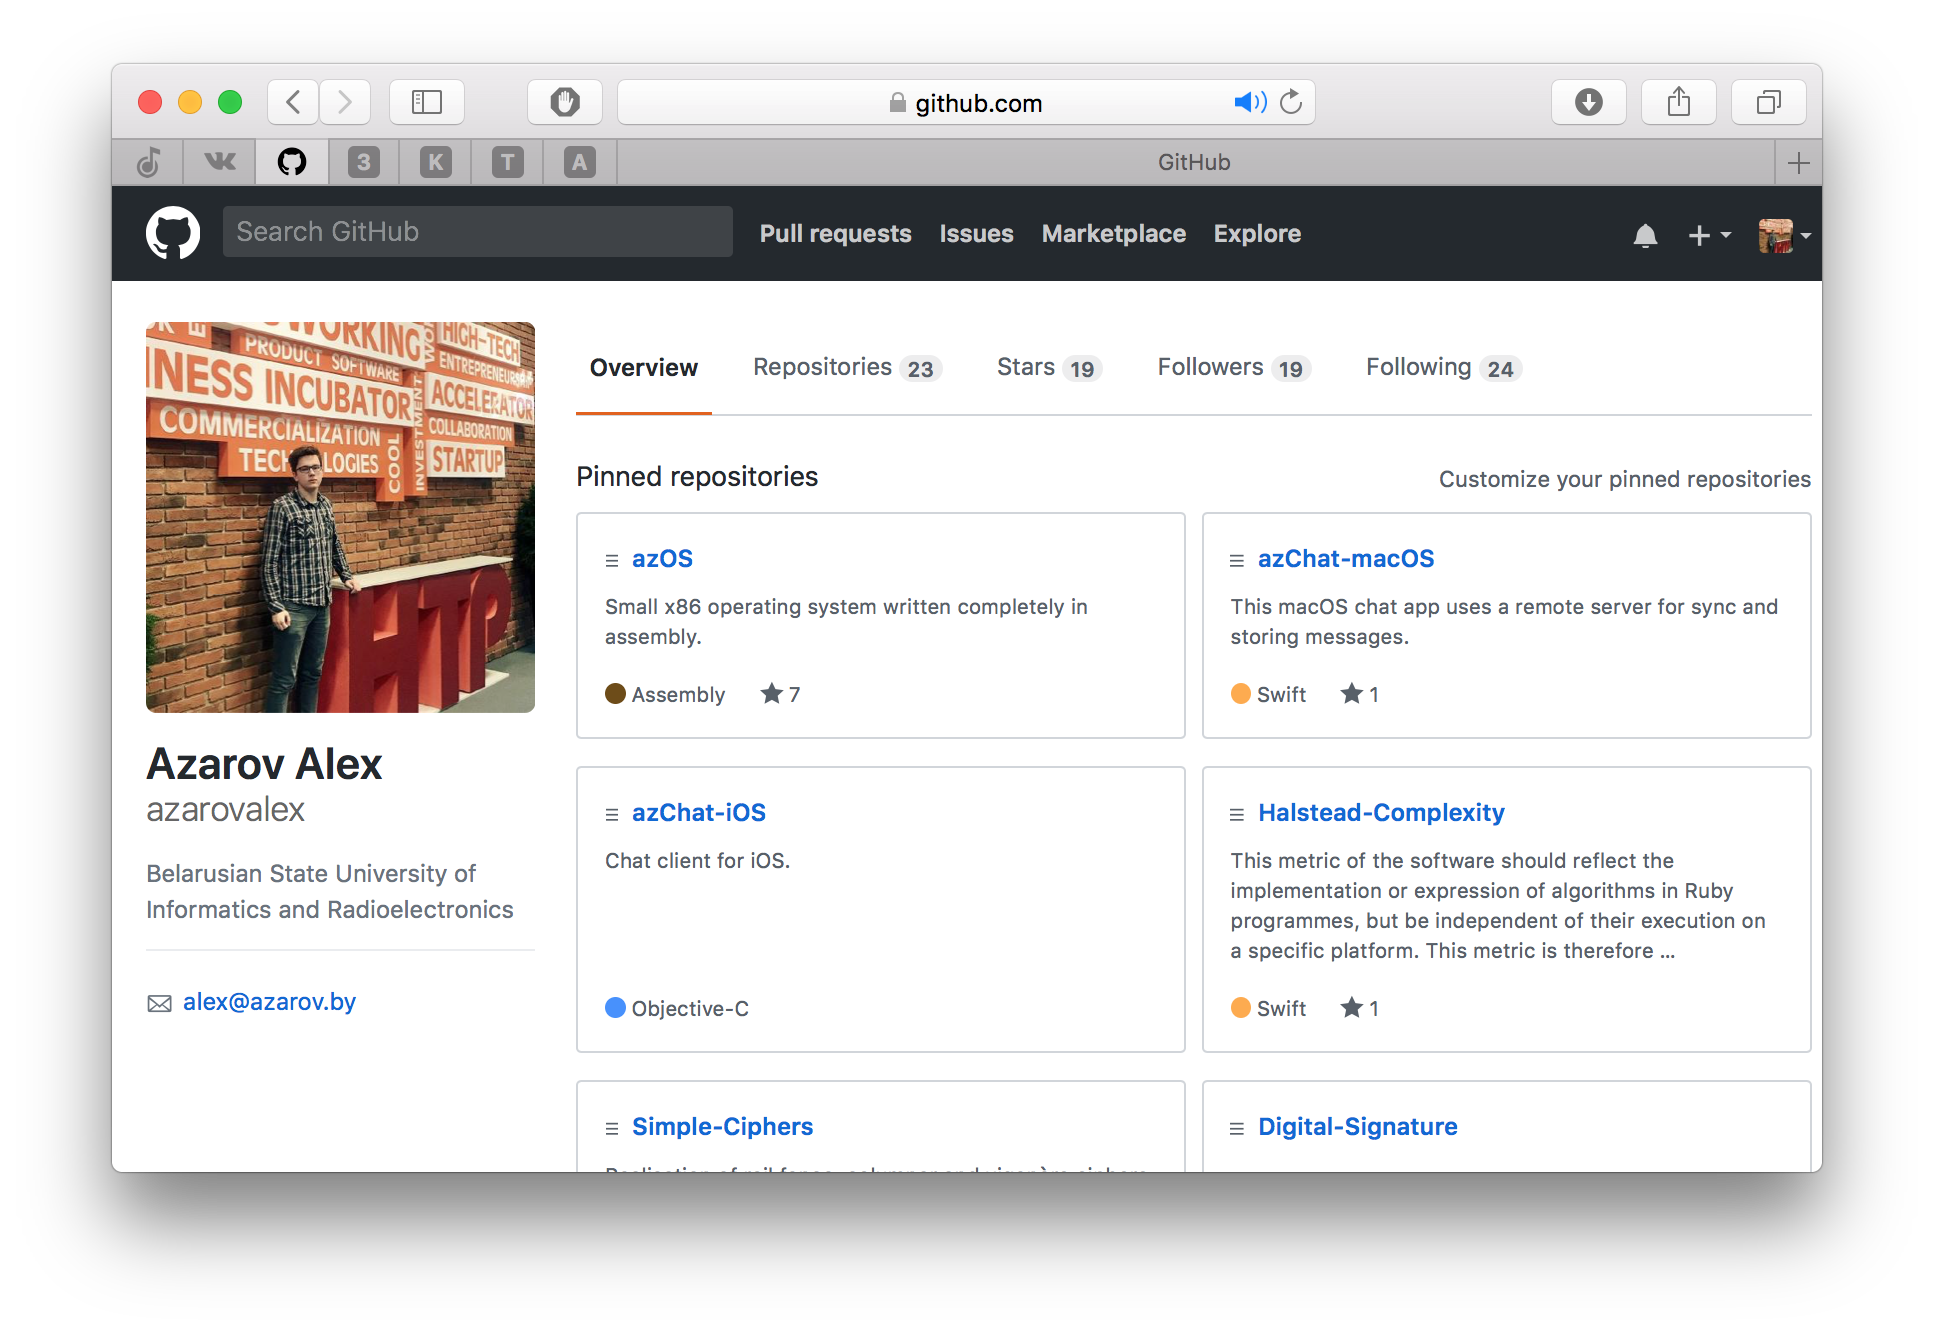 github.com
3
K
T
A
GitHub
Search GitHub
Pull requests
Issues
Marketplace
Explore
WORKING
HIGH-TECH
PRODUCT SOFTWARE
ENTREPRENEURS
INESS INCUBATOR
ACCELERATOR
COMMERCIALIZATION
COLLABORATION
INVESTMENT
COOL
STARTUP
HTP
Azarov Alex
azarovalex
Belarusian State University of
Informatics and Radioelectronics
alex@azarov.by
Overview
Repositories 23
Stars 19
Followers 19
Following 24
Pinned repositories
Customize your pinned repositories
azOS
Small x86 operating system written completely in
assembly.
Assembly 7
azChat-macOS
This macOS chat app uses a remote server for sync and
storing messages.
Swift 1
azChat-iOS
Chat client for iOS.
Objective-C
Halstead-Complexity
This metric of the software should reflect the
implementation or expression of algorithms in Ruby
programmes, but be independent of their execution on
a specific platform. This metric is therefore ...
Swift 1
Simple-Ciphers
Digital-Signature